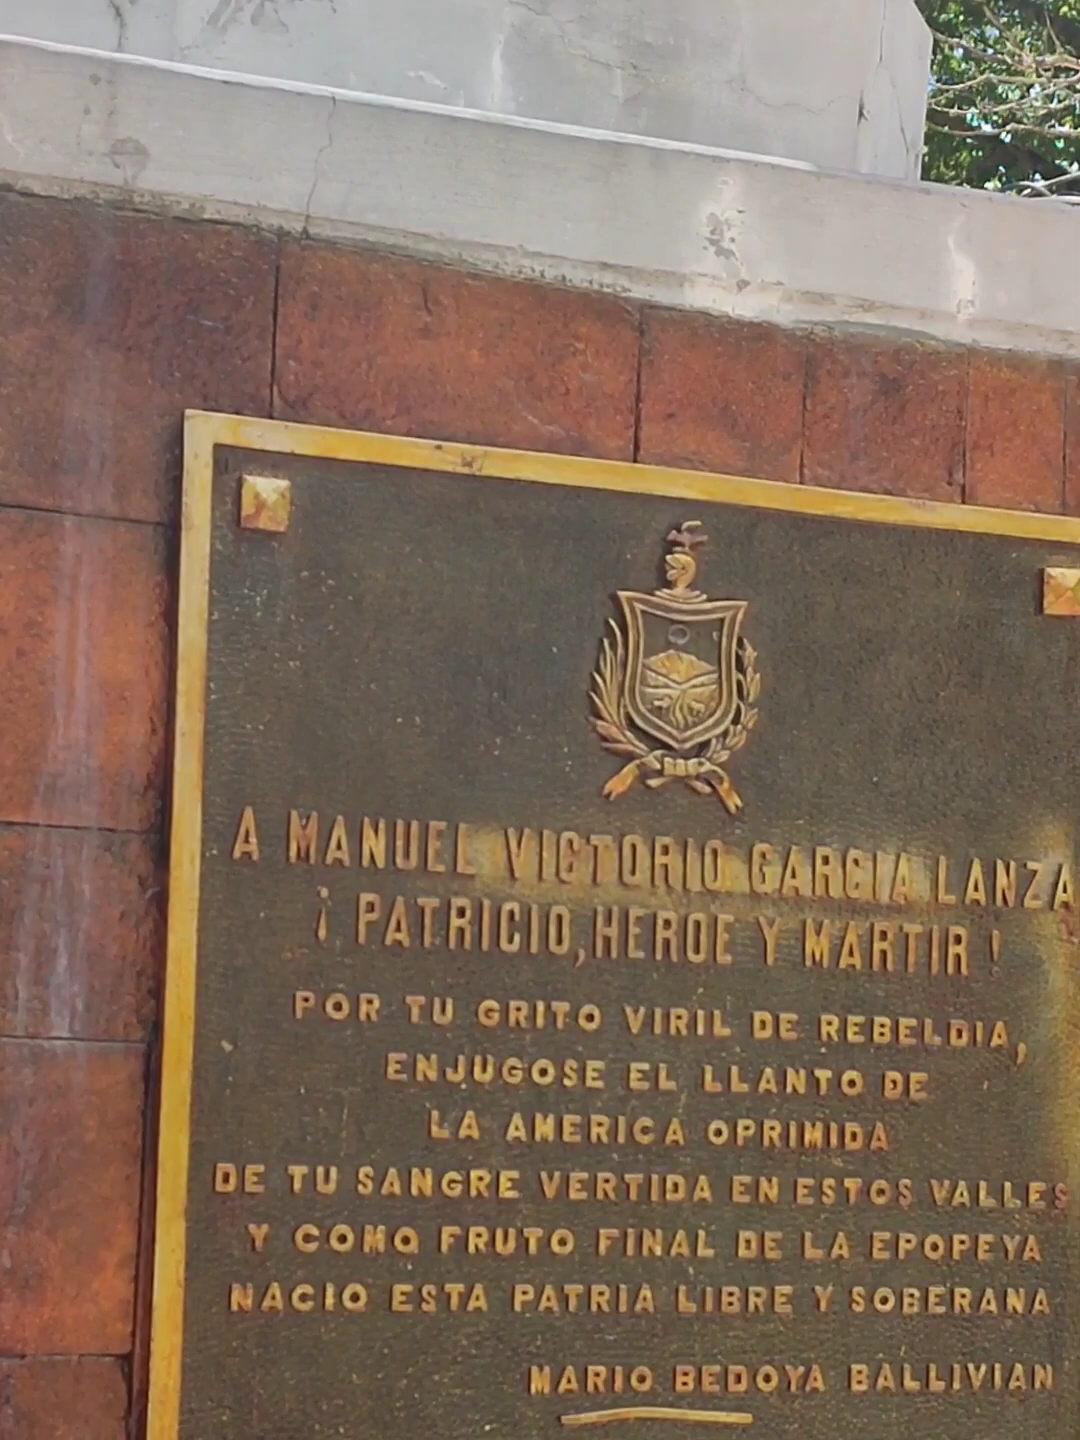 A MANUEL VICTORIO GARCIA LANZA
¡ PATRICIO, HEROE Y MARTIR !
POR TU GRITO VIRIL DE REBELDIA,
ENJUGOSE EL LLANTO DE
LA AMERICA OPRIMIDA
DE TU SANGRE VERTIDA EN ESTOS VALLES
Y COMO FRUTO FINAL DE LA EPOPEYA
NACIO ESTA PATRIA LIBRE Y SOBERANA
MARIO BEDOYA BALLIVIAN